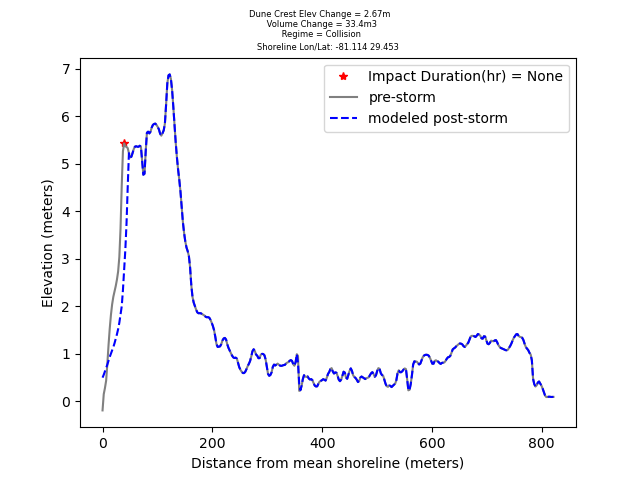 Dune Crest Elev Change = 2.67m
Volume Change = 33.4m3
Regime = Collision
Shoreline Lon/Lat: -81.114 29.453
Impact Duration(hr) = None
pre-storm
modeled post-storm
7
6
5
4
3
2
1
0
Elevation (meters)
0 200 400 600 800
Distance from mean shoreline (meters)